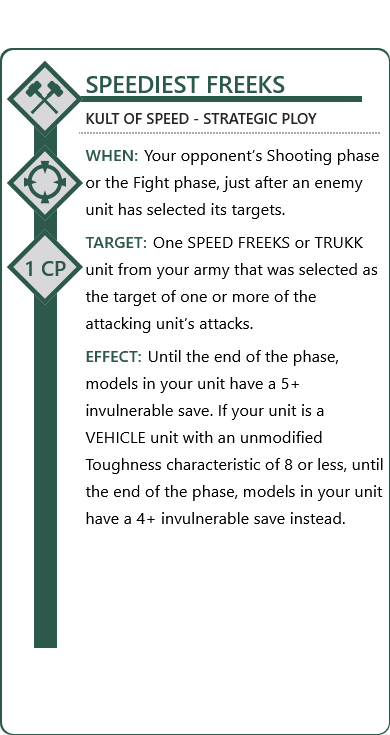 SPEEDIEST FREEKS
KULT OF SPEED - STRATEGIC PLOY
WHEN: Your opponent's Shooting phase
or the Fight phase, just after an enemy
unit has selected its targets.
TARGET: One SPEED FREEKS or TRUKK
unit from your army that was selected as
the target of one or more of the
attacking unit's attacks.
1 CP
EFFECT: Until the end of the phase,
models in your unit have a 5+
invulnerable save. If your unit is a
VEHICLE unit with an unmodified
Toughness characteristic of 8 or less, until
the end of the phase, models in your unit
have a 4+ invulnerable save instead.